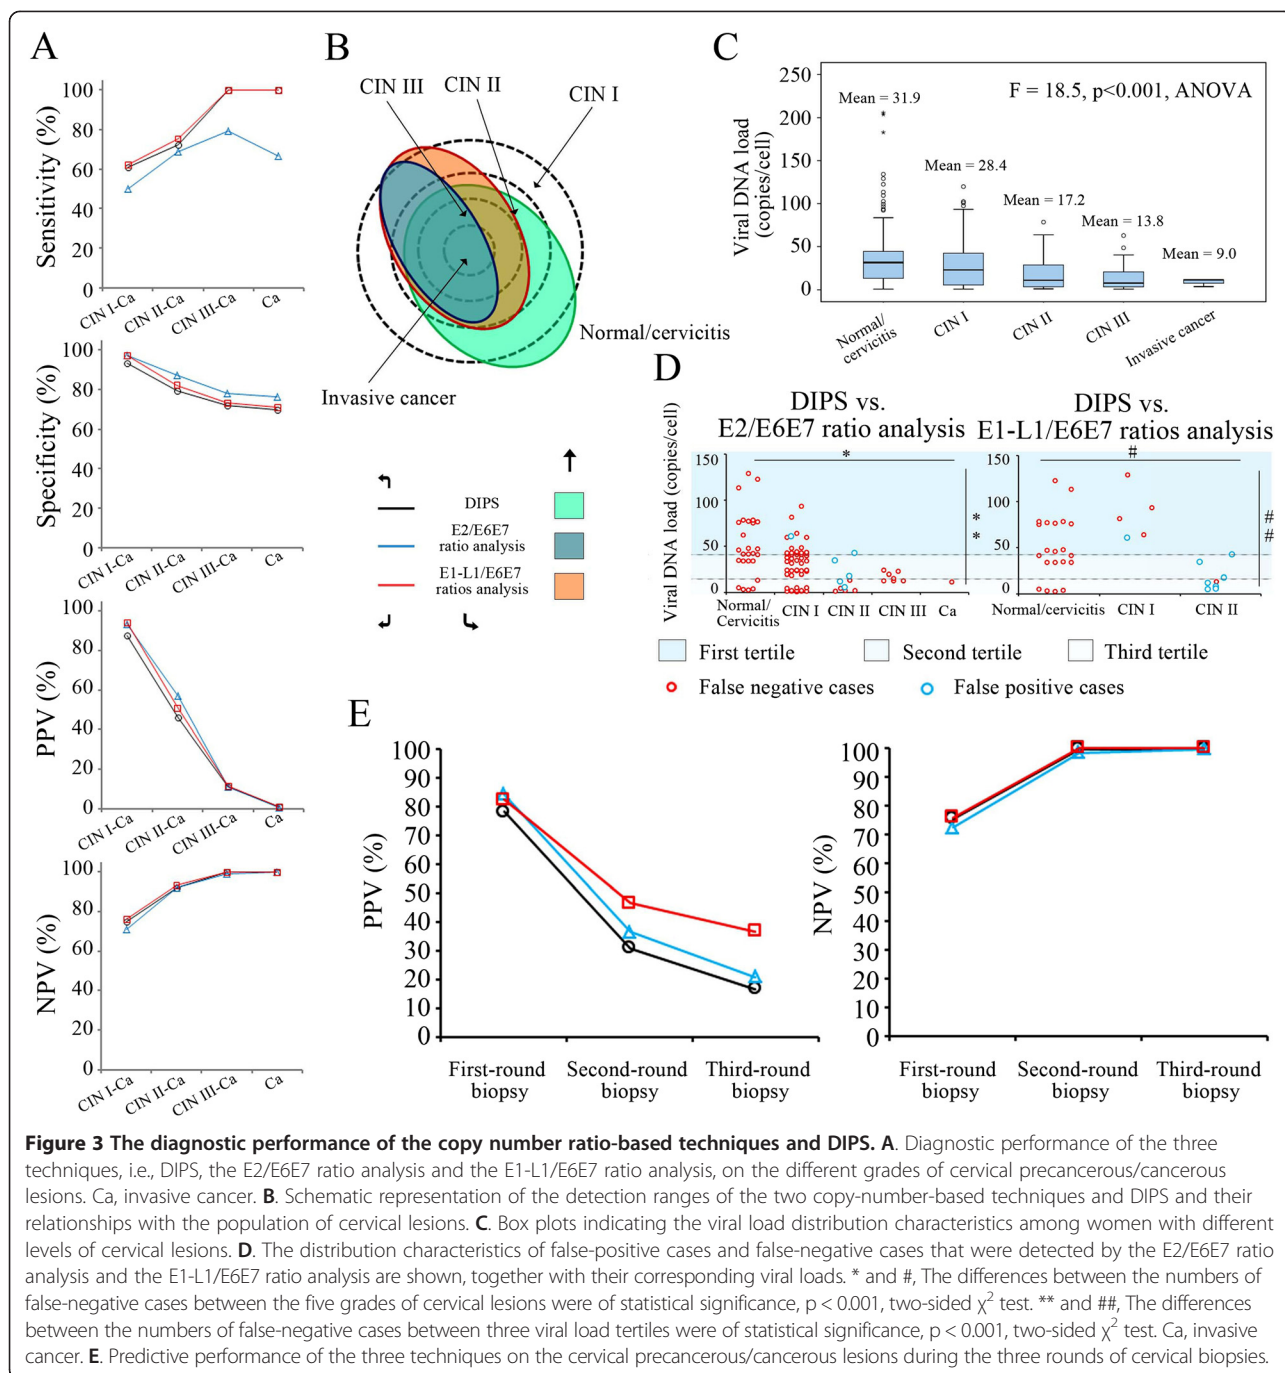 A
Sensitivity (%)
100
80
60
40
20
0
CIN I-Ca
CIN II-Ca
CIN III-Ca
Ca
Specificity (%)
100
80
60
40
20
0
CIN I-Ca
CIN II-Ca
CIN III-Ca
Ca
PPV (%)
100
80
60
40
20
0
CIN I-Ca
CIN II-Ca
CIN III-Ca
Ca
NPV (%)
100
80
60
40
20
0
CIN I-Ca
CIN II-Ca
CIN III-Ca
Ca
B
CIN III
CIN II
CIN I
Normal/cervicitis
Invasive cancer
DIPS
E2/E6E7
ratio analysis
E1-L1/E6E7
ratios analysis
C
Viral DNA load
(copies/cell)
250
200
150
100
50
0
F = 18.5, p<0.001, ANOVA
Mean = 31.9
Mean = 28.4
Mean = 17.2
Mean = 13.8
Mean = 9.0
Normal/
cervicitis
CIN I
CIN II
CIN III
Invasive cancer
D
DIPS vs.
E2/E6E7 ratio analysis
Viral DNA load (copies/cell)
150
100
50
0
*
*
*
Normal/
Cervicitis
CIN I
CIN II
CIN III
Ca
DIPS vs.
E1-L1/E6E7 ratios analysis
150
100
50
0
#
#
#
Normal/cervicitis
CIN I
CIN II
First tertile
Second tertile
Third tertile
False negative cases
False positive cases
E
PPV (%)
100
90
80
70
60
50
40
30
20
10
0
First-round
biopsy
Second-round
biopsy
Third-round
biopsy
NPV (%)
100
90
80
70
60
50
40
30
20
10
0
First-round
biopsy
Second-round
biopsy
Third-round
biopsy
Figure 3 The diagnostic performance of the copy number ratio-based techniques and DIPS. A. Diagnostic performance of the three
techniques, i.e., DIPS, the E2/E6E7 ratio analysis and the E1-L1/E6E7 ratio analysis, on the different grades of cervical precancerous/cancerous
lesions. Ca, invasive cancer. B. Schematic representation of the detection ranges of the two copy-number-based techniques and DIPS and their
relationships with the population of cervical lesions. C. Box plots indicating the viral load distribution characteristics among women with different
levels of cervical lesions. D. The distribution characteristics of false-positive cases and false-negative cases that were detected by the E2/E6E7 ratio
analysis and the E1-L1/E6E7 ratio analysis are shown, together with their corresponding viral loads. * and #, The differences between the numbers of
false-negative cases between the five grades of cervical lesions were of statistical significance, p < 0.001, two-sided χ² test. ** and ##, The differences
between the numbers of false-negative cases between three viral load tertiles were of statistical significance, p < 0.001, two-sided χ² test. Ca, invasive
cancer. E. Predictive performance of the three techniques on the cervical precancerous/cancerous lesions during the three rounds of cervical biopsies.